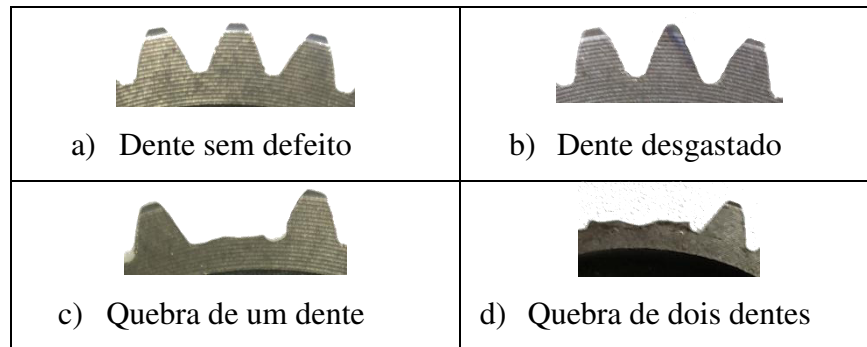 a) Dente sem defeito
b) Dente desgastado
c) Quebra de um dente
d) Quebra de dois dentes